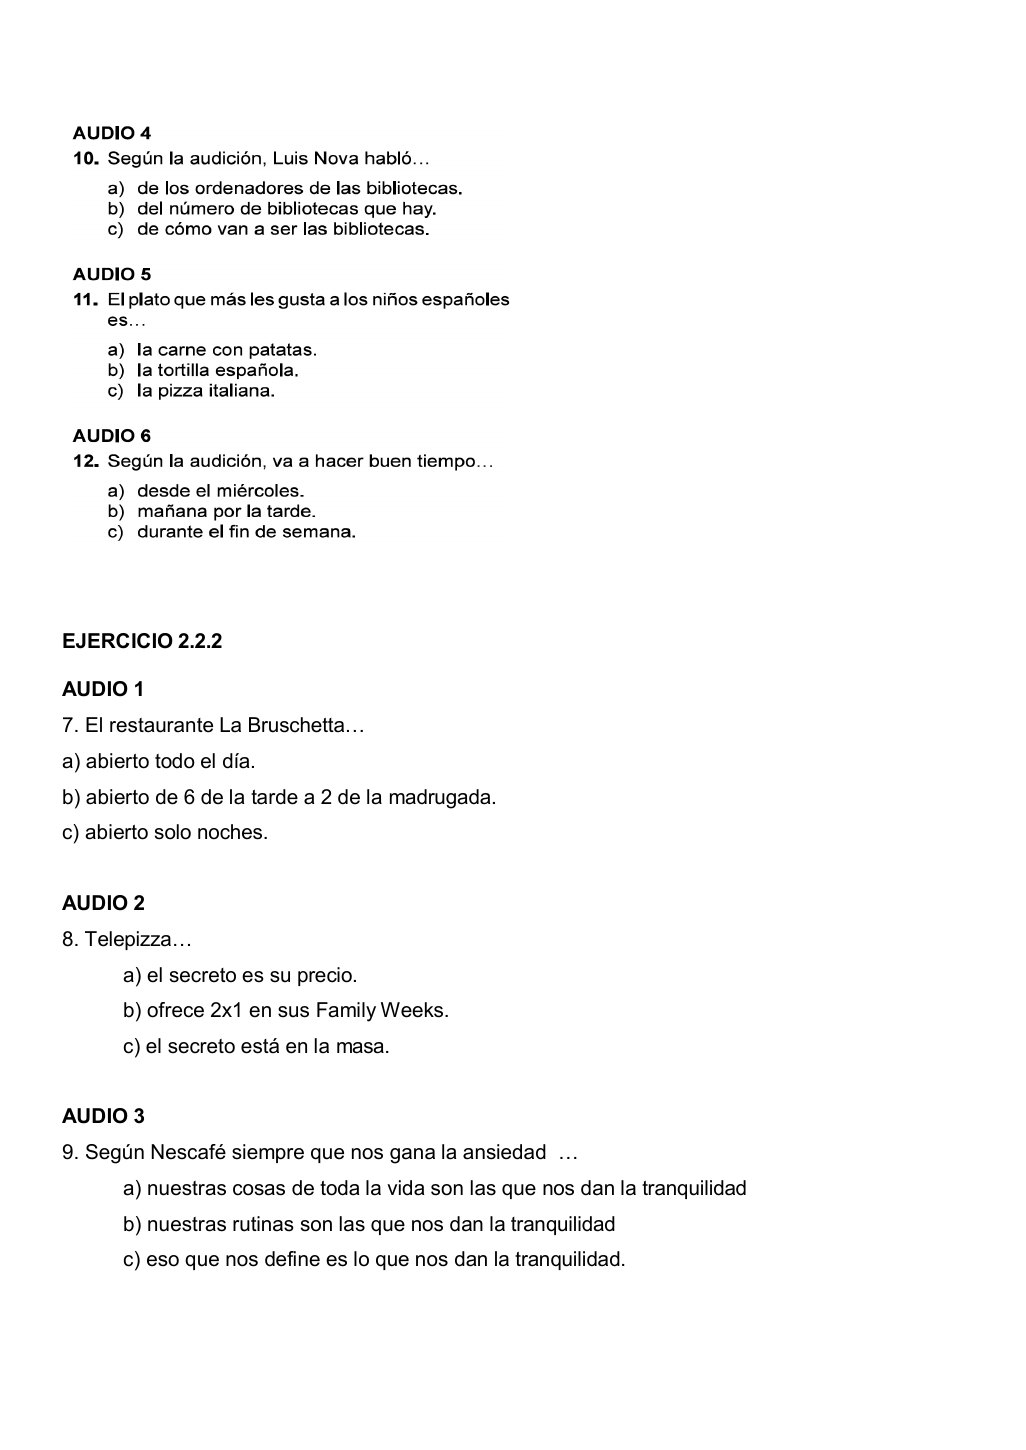 AUDIO 4
10. Según la audición, Luis Nova habló…
a) de los ordenadores de las bibliotecas.
b) del número de bibliotecas que hay.
c) de cómo van a ser las bibliotecas.
AUDIO 5
11. El plato que más les gusta a los niños españoles
es…
a) la carne con patatas.
b) la tortilla española.
c) la pizza italiana.
AUDIO 6
12. Según la audición, va a hacer buen tiempo…
a) desde el miércoles.
b) mañana por la tarde.
c) durante el fin de semana.
EJERCICIO 2.2.2
AUDIO 1
7. El restaurante La Bruschetta…
a) abierto todo el día.
b) abierto de 6 de la tarde a 2 de la madrugada.
c) abierto solo noches.
AUDIO 2
8. Telepizza…
a) el secreto es su precio.
b) ofrece 2x1 en sus Family Weeks.
c) el secreto está en la masa.
AUDIO 3
9. Según Nescafé siempre que nos gana la ansiedad …
a) nuestras cosas de toda la vida son las que nos dan la tranquilidad
b) nuestras rutinas son las que nos dan la tranquilidad
c) eso que nos define es lo que nos dan la tranquilidad.